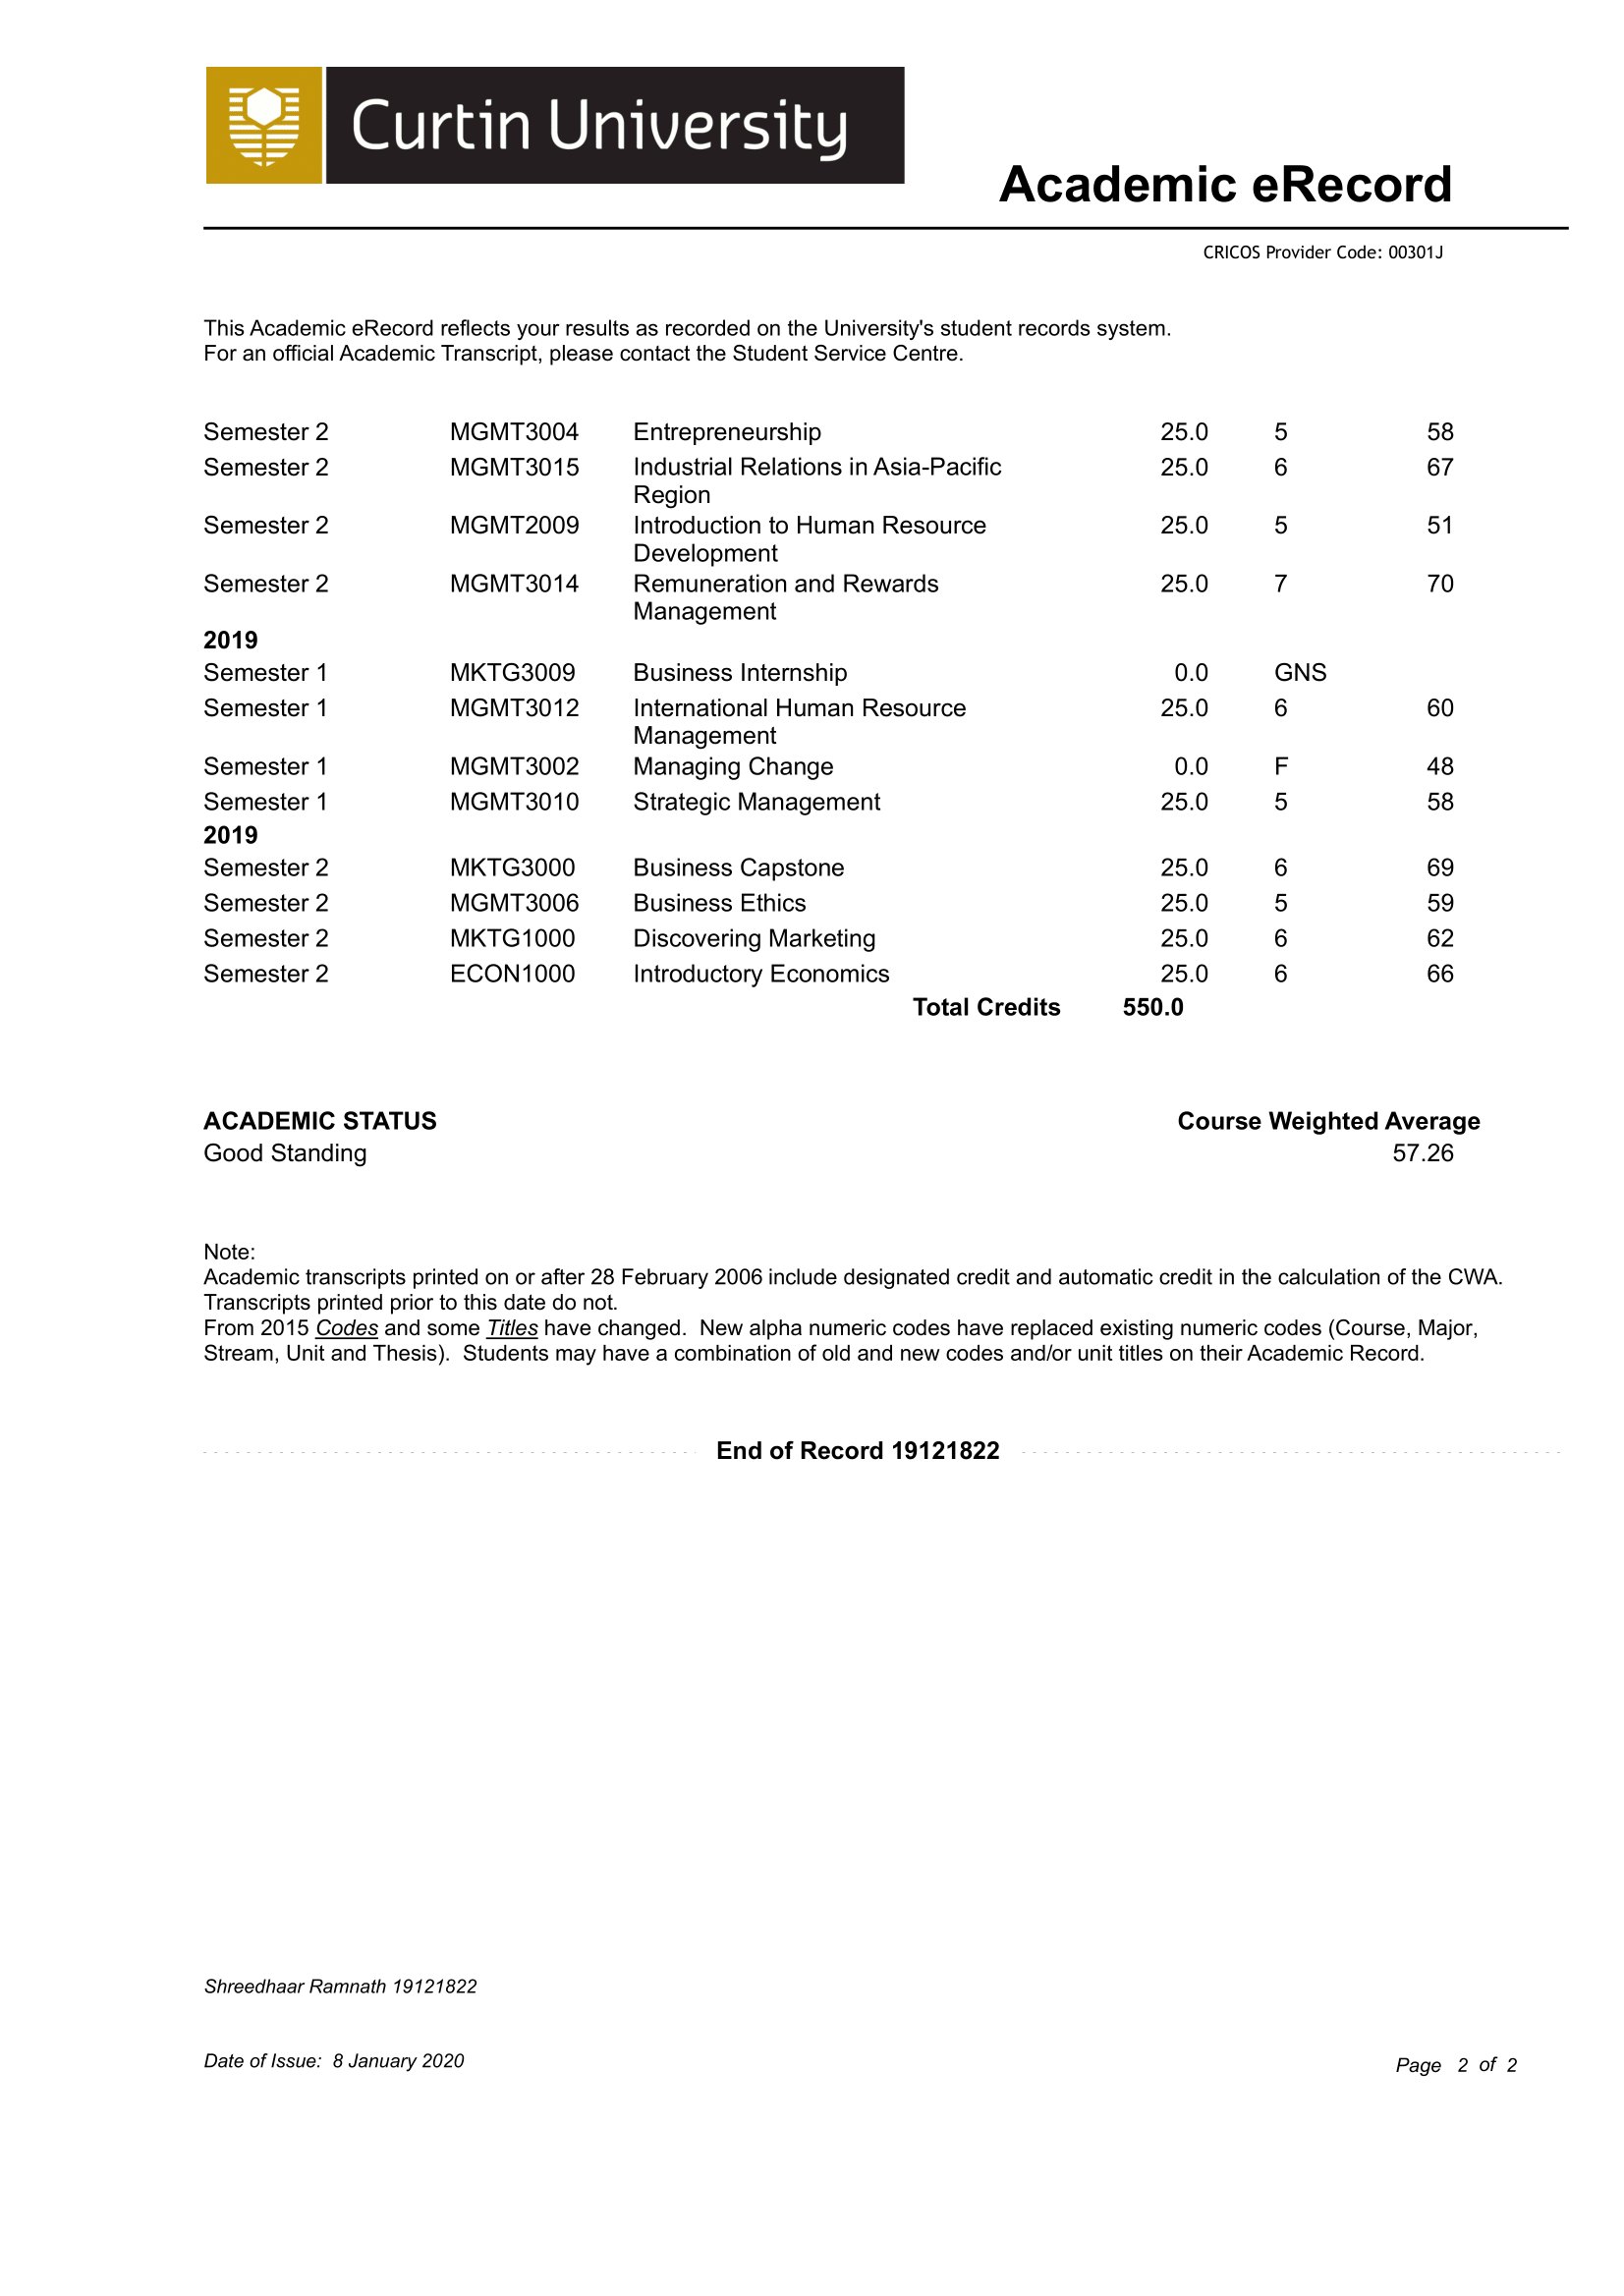 Curtin University
Academic eRecord
CRICOS Provider Code: 00301J
This Academic eRecord reflects your results as recorded on the University's student records system.
For an official Academic Transcript, please contact the Student Service Centre.
Semester 2 MGMT3004 Entrepreneurship 25.0 5 58
Semester 2 MGMT3015 Industrial Relations in Asia-Pacific 25.0 6 67
Region
Semester 2 MGMT2009 Introduction to Human Resource 25.0 5 51
Development
Semester 2 MGMT3014 Remuneration and Rewards 25.0 7 70
Management
2019
Semester 1 MKTG3009 Business Internship 0.0 GNS
Semester 1 MGMT3012 International Human Resource 25.0 6 60
Management
Semester 1 MGMT3002 Managing Change 0.0 F 48
Semester 1 MGMT3010 Strategic Management 25.0 5 58
2019
Semester 2 MKTG3000 Business Capstone 25.0 6 69
Semester 2 MGMT3006 Business Ethics 25.0 5 59
Semester 2 MKTG1000 Discovering Marketing 25.0 6 62
Semester 2 ECON1000 Introductory Economics 25.0 6 66
Total Credits 550.0
ACADEMIC STATUS Course Weighted Average
Good Standing 57.26
Note:
Academic transcripts printed on or after 28 February 2006 include designated credit and automatic credit in the calculation of the CWA.
Transcripts printed prior to this date do not.
From 2015 Codes and some Titles have changed. New alpha numeric codes have replaced existing numeric codes (Course, Major,
Stream, Unit and Thesis). Students may have a combination of old and new codes and/or unit titles on their Academic Record.
End of Record 19121822
Shreedhaar Ramnath 19121822
Date of Issue: 8 January 2020 Page 2 of 2